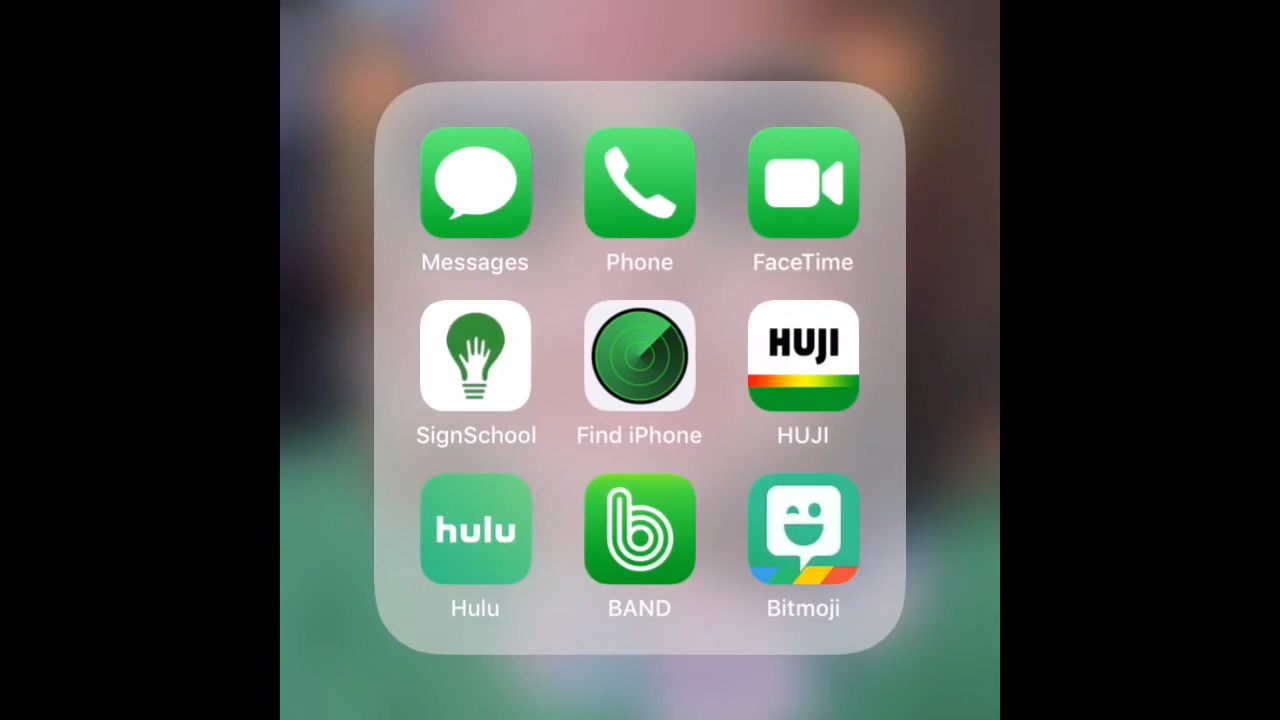 Messages Phone FaceTime
HUJI
SignSchool Find iPhone HUJI
hulu
Hulu BAND Bitmoji